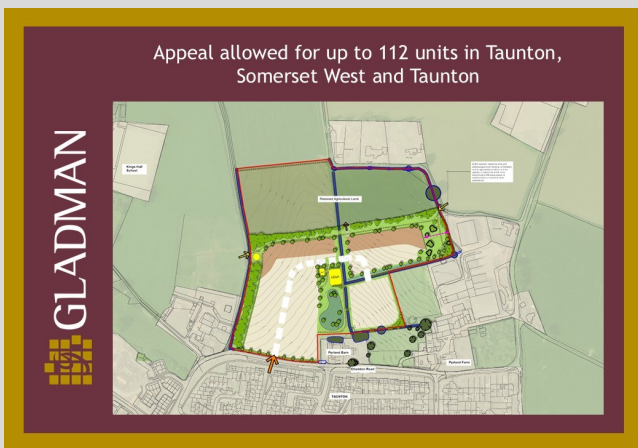 Appeal allowed for up to 112 units in Taunton,
Somerset West and Taunton
GLADMAN
Kings Hall
School
Retained Agricultural Land
Pyrland Barn
Cheddon Road
Pyrland Farm
TAUNTON